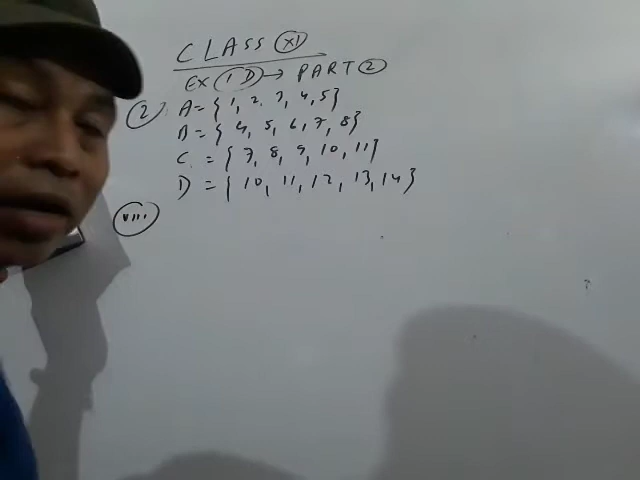 CLASS XI
EX 1D → PART 2
2 A = {1, 2, 3, 4, 5}
B = {4, 5, 6, 7, 8}
C = {7, 8, 9, 10, 11}
D = {10, 11, 12, 13, 14}
viii